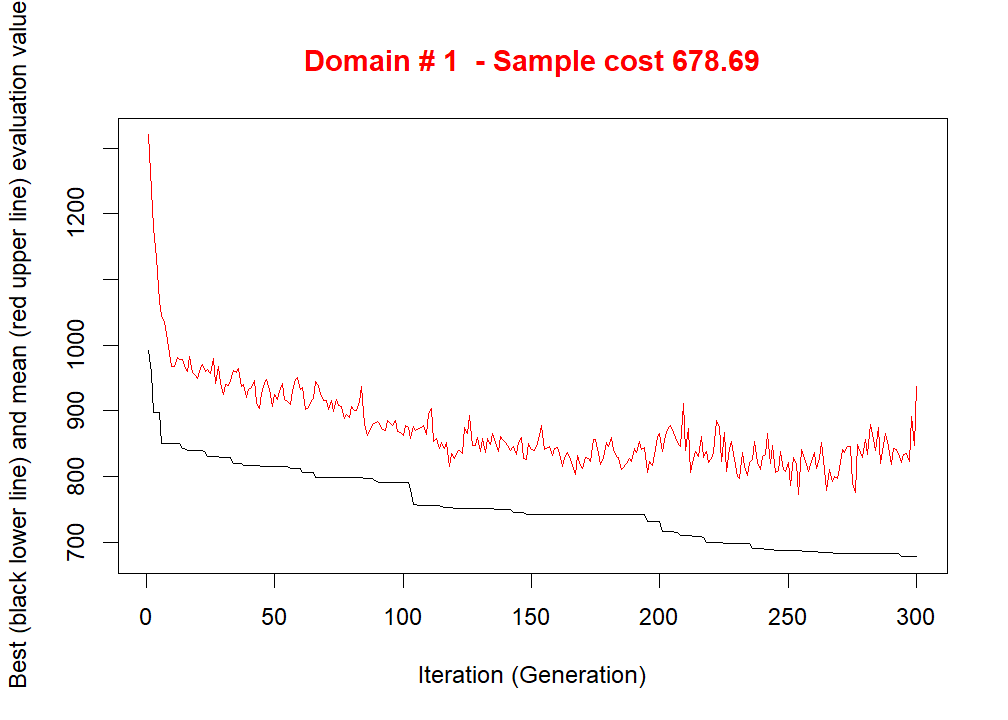 Domain # 1  - Sample cost 678.69
Best (black lower line) and mean (red upper line) evaluation value
1200
1000
900
800
700
0 50 100 150 200 250 300
Iteration (Generation)